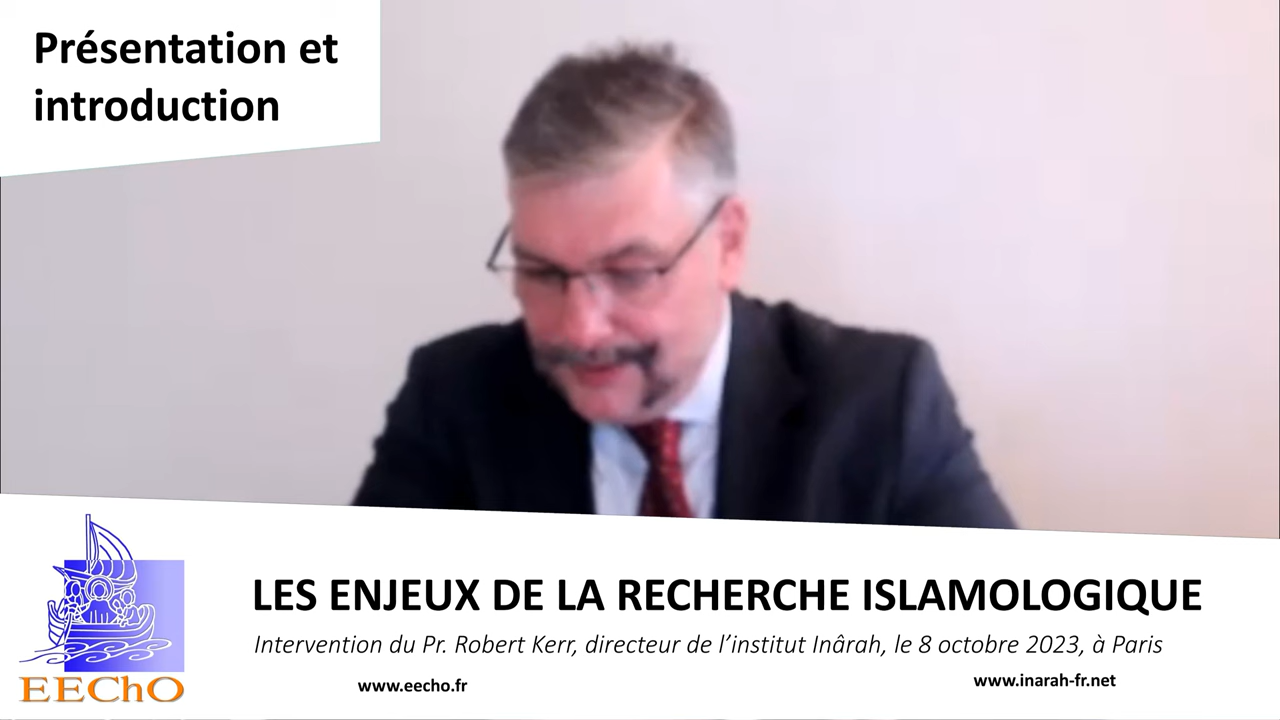 Présentation et
introduction
LES ENJEUX DE LA RECHERCHE ISLAMOLOGIQUE
Intervention du Pr. Robert Kerr, directeur de l’institut Inârah, le 8 octobre 2023, à Paris
EEChO
www.eecho.fr
www.inarah-fr.net